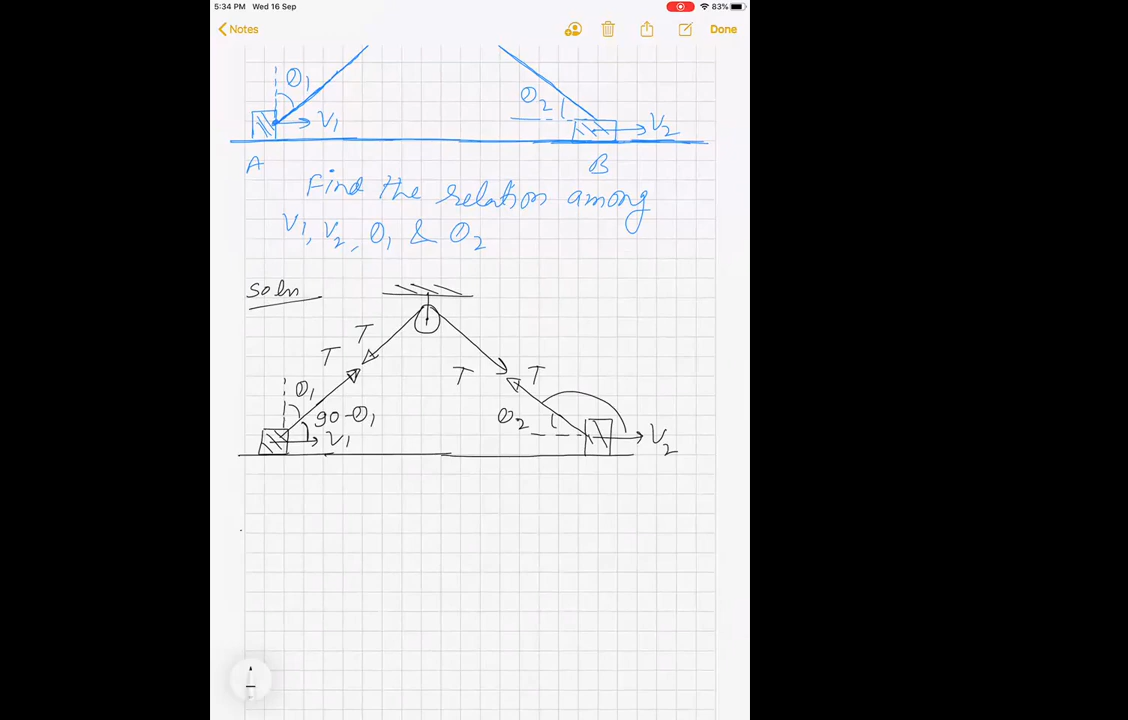 5:34 PM Wed 16 Sep
83%
Notes
Done
θ1
V1
θ2
V2
A
B
Find the relation among
V1, V2, θ1 & θ2
Soln
T
T
T
T
θ1
90-θ1
V1
θ2
V2